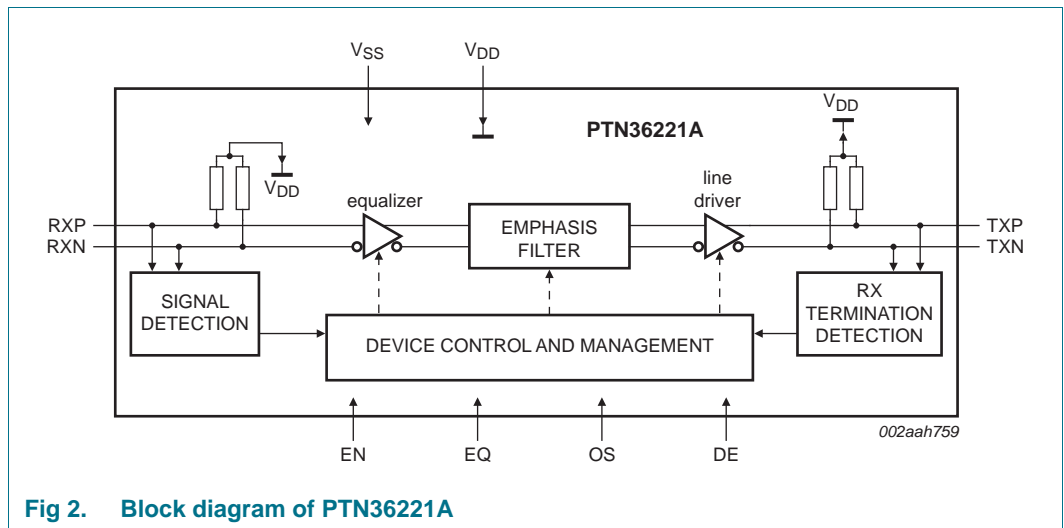 VSS
VDD
PTN36221A
VDD
VDD
equalizer
line
driver
RXP
RXN
EMPHASIS
FILTER
TXP
TXN
SIGNAL
DETECTION
RX
TERMINATION
DETECTION
DEVICE CONTROL AND MANAGEMENT
EN
EQ
OS
DE
002aah759
Fig 2. Block diagram of PTN36221A